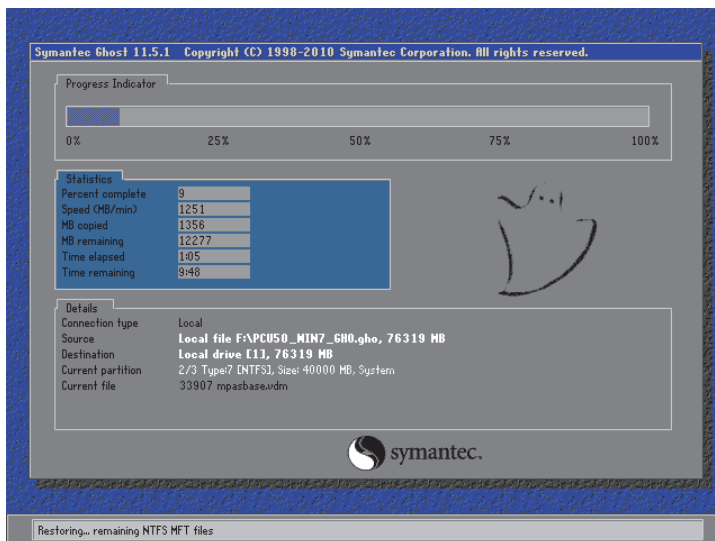 Symantec Ghost 11.5.1 Copyright (C) 1998-2010 Symantec Corporation. All rights reserved.
Progress Indicator
0% 25% 50% 75% 100%
Statistics
Percent complete 9
Speed (MB/min) 1251
MB copied 1356
MB remaining 12277
Time elapsed 1:05
Time remaining 9:48
Details
Connection type Local
Source Local file F:\PCU50_WIN7_GHO.gho, 76319 MB
Destination Local drive [1], 76319 MB
Current partition 2/3 Type:7 [NTFS], Size: 40000 MB, System
Current file 33907 mpasbase.vdm
symantec.
Restoring... remaining NTFS MFT files